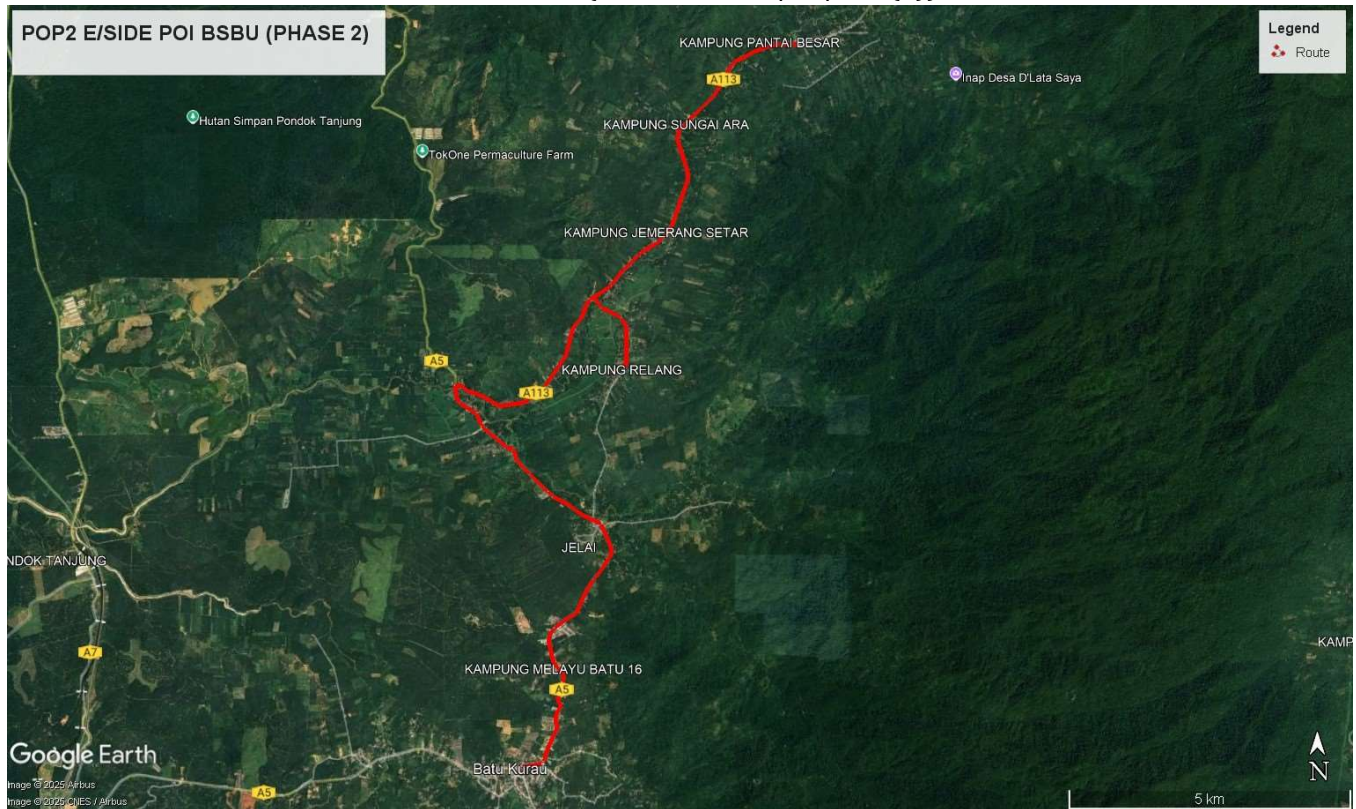 POP2 E/SIDE POI BSBU (PHASE 2)
Legend
Route
KAMPUNG PANTAI BESAR
A113
Inap Desa D'Lata Saya
Hutan Simpan Pondok Tanjung
KAMPUNG SUNGAI ARA
TokOne Permaculture Farm
KAMPUNG JEMERANG SETAR
A5
KAMPUNG RELANG
A113
JELAI
NDOK TANJUNG
KAMP
A7
KAMPUNG MELAYU BATU 16
A5
Google Earth
Batu Kurau
N
Image © 2025 Airbus
A5
Image © 2025 CNES / Airbus
5 km